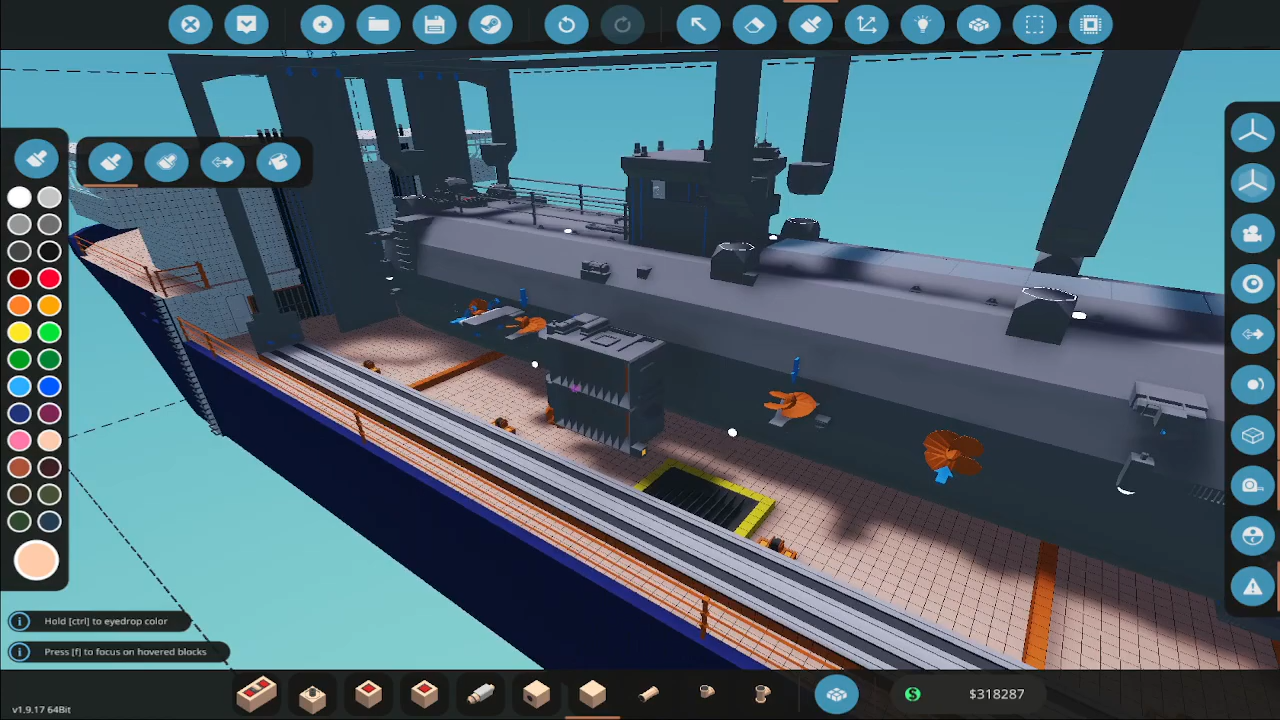 Hold [ctrl] to eyedrop color
Press [f] to focus on hovered blocks
v1.9.17 64Bit
$318287